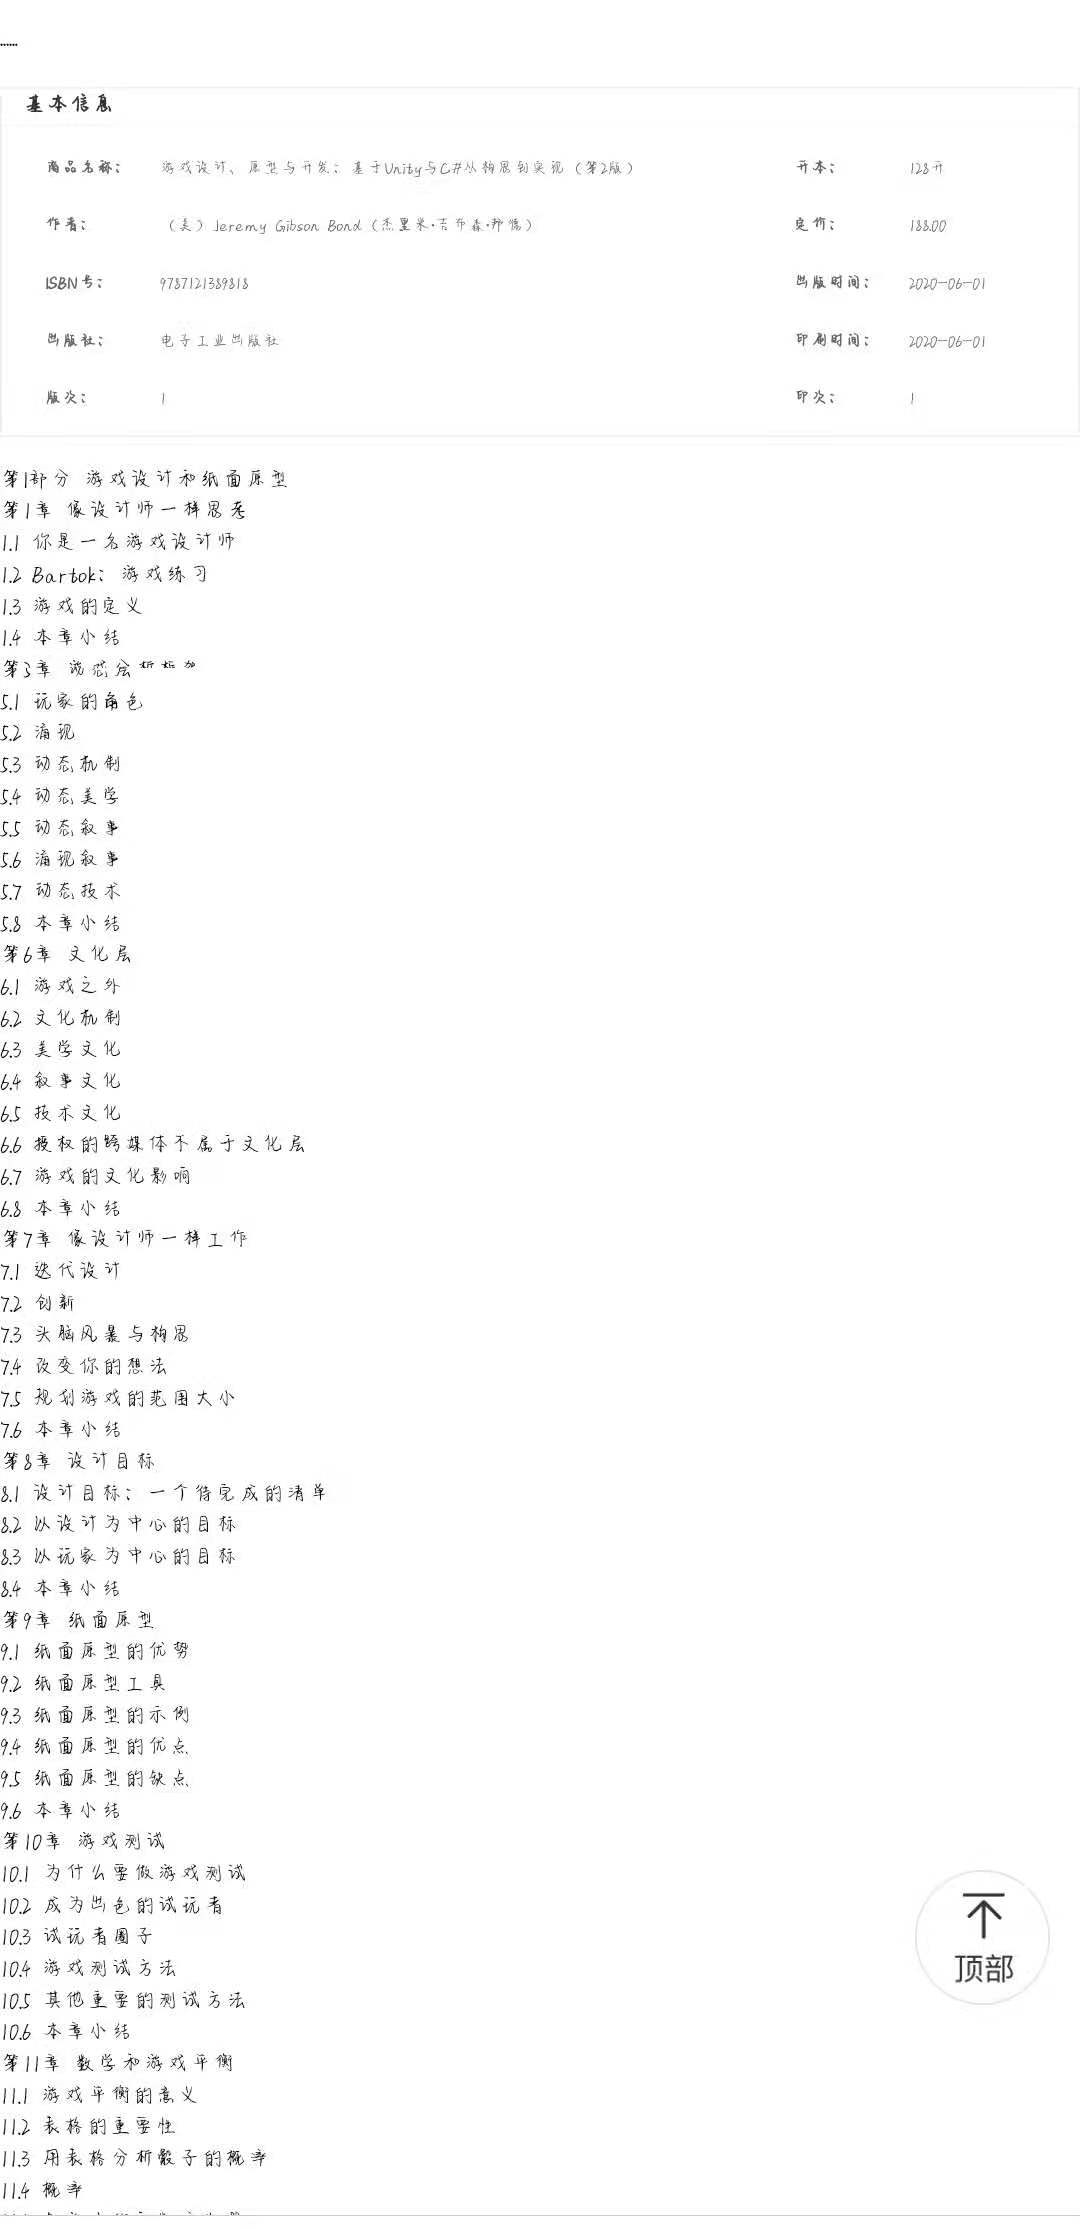 ......
基本信息
商品名称： 游戏设计、原型与开发：基于Unity与C#从构思到实现（第2版） 开本： 128开
作者： （美）Jeremy Gibson Bond（杰里米·吉布森·邦德） 定价： 188.00
ISBN号： 9787121389818 出版时间： 2020-06-01
出版社： 电子工业出版社 印刷时间： 2020-06-01
版次： 1 印次： 1
第1部分 游戏设计和纸面原型
第1章 像设计师一样思考
1.1 你是一名游戏设计师
1.2 Bartok：游戏练习
1.3 游戏的定义
1.4 本章小结
第3章
5.1 玩家的角色
5.2 涌现
5.3 动态机制
5.4 动态美学
5.5 动态叙事
5.6 涌现叙事
5.7 动态技术
5.8 本章小结
第6章 文化层
6.1 游戏之外
6.2 文化机制
6.3 美学文化
6.4 叙事文化
6.5 技术文化
6.6 授权的跨媒体不属于文化层
6.7 游戏的文化影响
6.8 本章小结
第7章 像设计师一样工作
7.1 迭代设计
7.2 创新
7.3 头脑风暴与构思
7.4 改变你的想法
7.5 规划游戏的范围大小
7.6 本章小结
第8章 设计目标
8.1 设计目标：一个待完成的清单
8.2 以设计为中心的目标
8.3 以玩家为中心的目标
8.4 本章小结
第9章 纸面原型
9.1 纸面原型的优势
9.2 纸面原型工具
9.3 纸面原型的示例
9.4 纸面原型的优点
9.5 纸面原型的缺点
9.6 本章小结
第10章 游戏测试
10.1 为什么要做游戏测试
10.2 成为出色的试玩者
10.3 试玩者圈子
10.4 游戏测试方法
10.5 其他重要的测试方法
10.6 本章小结
第11章 数学和游戏平衡
11.1 游戏平衡的意义
11.2 表格的重要性
11.3 用表格分析骰子的概率
11.4 概率
顶部